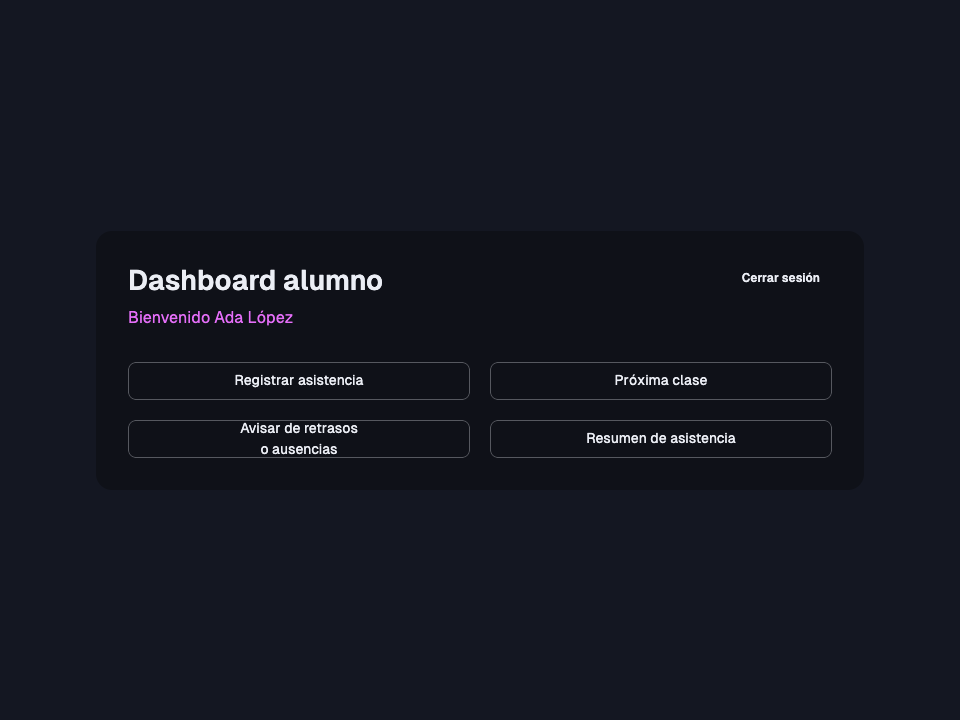 Dashboard alumno
Cerrar sesión
Bienvenido Ada López
Registrar asistencia
Próxima clase
Avisar de retrasos
o ausencias
Resumen de asistencia